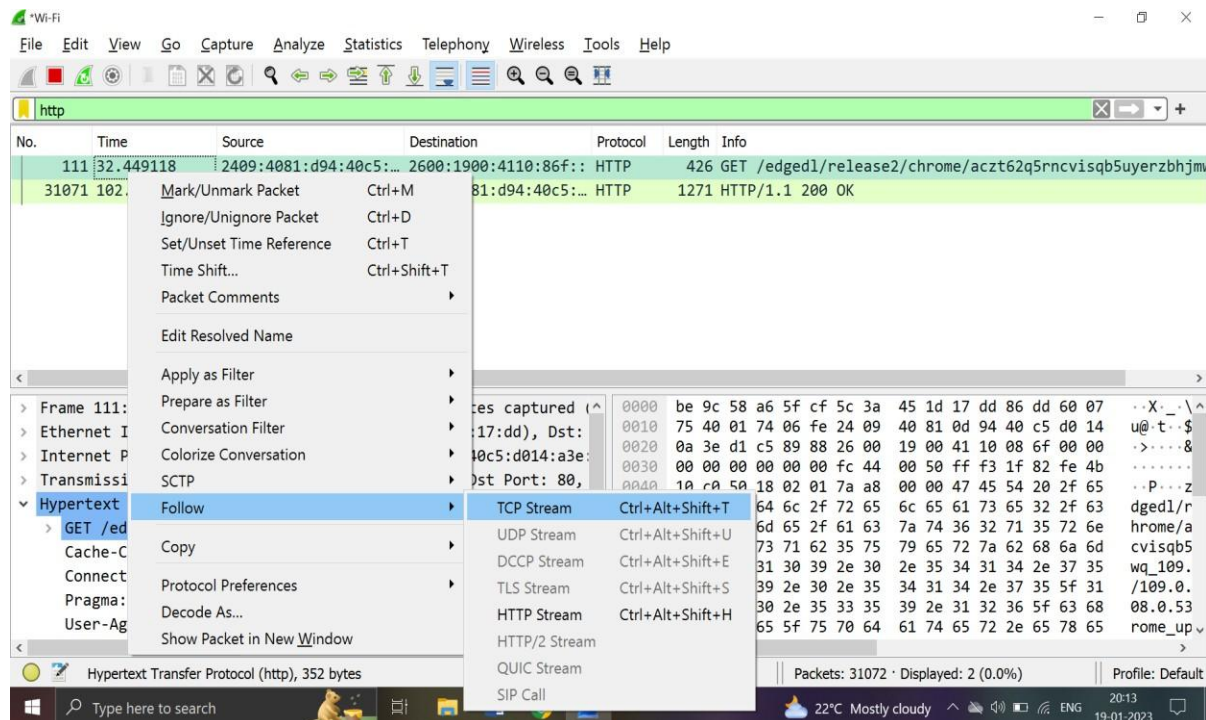 *Wi-Fi
File Edit View Go Capture Analyze Statistics Telephony Wireless Tools Help
http
No. Time Source Destination Protocol Length Info
111 32.449118 2409:4081:d94:40c5:… 2600:1900:4110:86f:: HTTP 426 GET /edgedl/release2/chrome/aczt62q5rncvisqb5uyerzbhjmw
31071 102. 81:d94:40c5:… HTTP 1271 HTTP/1.1 200 OK
Mark/Unmark Packet Ctrl+M
Ignore/Unignore Packet Ctrl+D
Set/Unset Time Reference Ctrl+T
Time Shift... Ctrl+Shift+T
Packet Comments
Edit Resolved Name
Apply as Filter
Prepare as Filter
Conversation Filter
Colorize Conversation
SCTP
Follow
Copy
Protocol Preferences
Decode As...
Show Packet in New Window
TCP Stream Ctrl+Alt+Shift+T
UDP Stream Ctrl+Alt+Shift+U
DCCP Stream Ctrl+Alt+Shift+E
TLS Stream Ctrl+Alt+Shift+S
HTTP Stream Ctrl+Alt+Shift+H
HTTP/2 Stream
QUIC Stream
SIP Call
Frame 111: tes captured (
Ethernet I :17:dd), Dst:
Internet P 40c5:d014:a3e:
Transmissi Dst Port: 80,
Hypertext
GET /ed
Cache-C
Connect
Pragma:
User-Ag
0000 be 9c 58 a6 5f cf 5c 3a 45 1d 17 dd 86 dd 60 07 ··X·_·\
0010 75 40 01 74 06 fe 24 09 40 81 0d 94 40 c5 d0 14 u@·t··$
0020 0a 3e d1 c5 89 88 26 00 19 00 41 10 08 6f 00 00 ·>····&
0030 00 00 00 00 00 00 fc 44 00 50 ff f3 1f 82 fe 4b ·······
0040 10 c0 50 18 02 01 7a a8 00 00 47 45 54 20 2f 65 ··P···z
64 6c 2f 72 65 6c 65 61 73 65 32 2f 63 dgedl/r
6d 65 2f 61 63 7a 74 36 32 71 35 72 6e hrome/a
73 71 62 35 75 79 65 72 7a 62 68 6a 6d cvisqb5
31 30 39 2e 30 2e 35 34 31 34 2e 37 35 wq_109.
39 2e 30 2e 35 34 31 34 2e 37 35 5f 31 /109.0.
30 2e 35 33 35 39 2e 31 32 36 5f 63 68 08.0.53
65 5f 75 70 64 61 74 65 72 2e 65 78 65 rome_up
Hypertext Transfer Protocol (http), 352 bytes
Packets: 31072 · Displayed: 2 (0.0%)
Profile: Default
Type here to search
22°C Mostly cloudy
ENG
20:13
19-01-2023